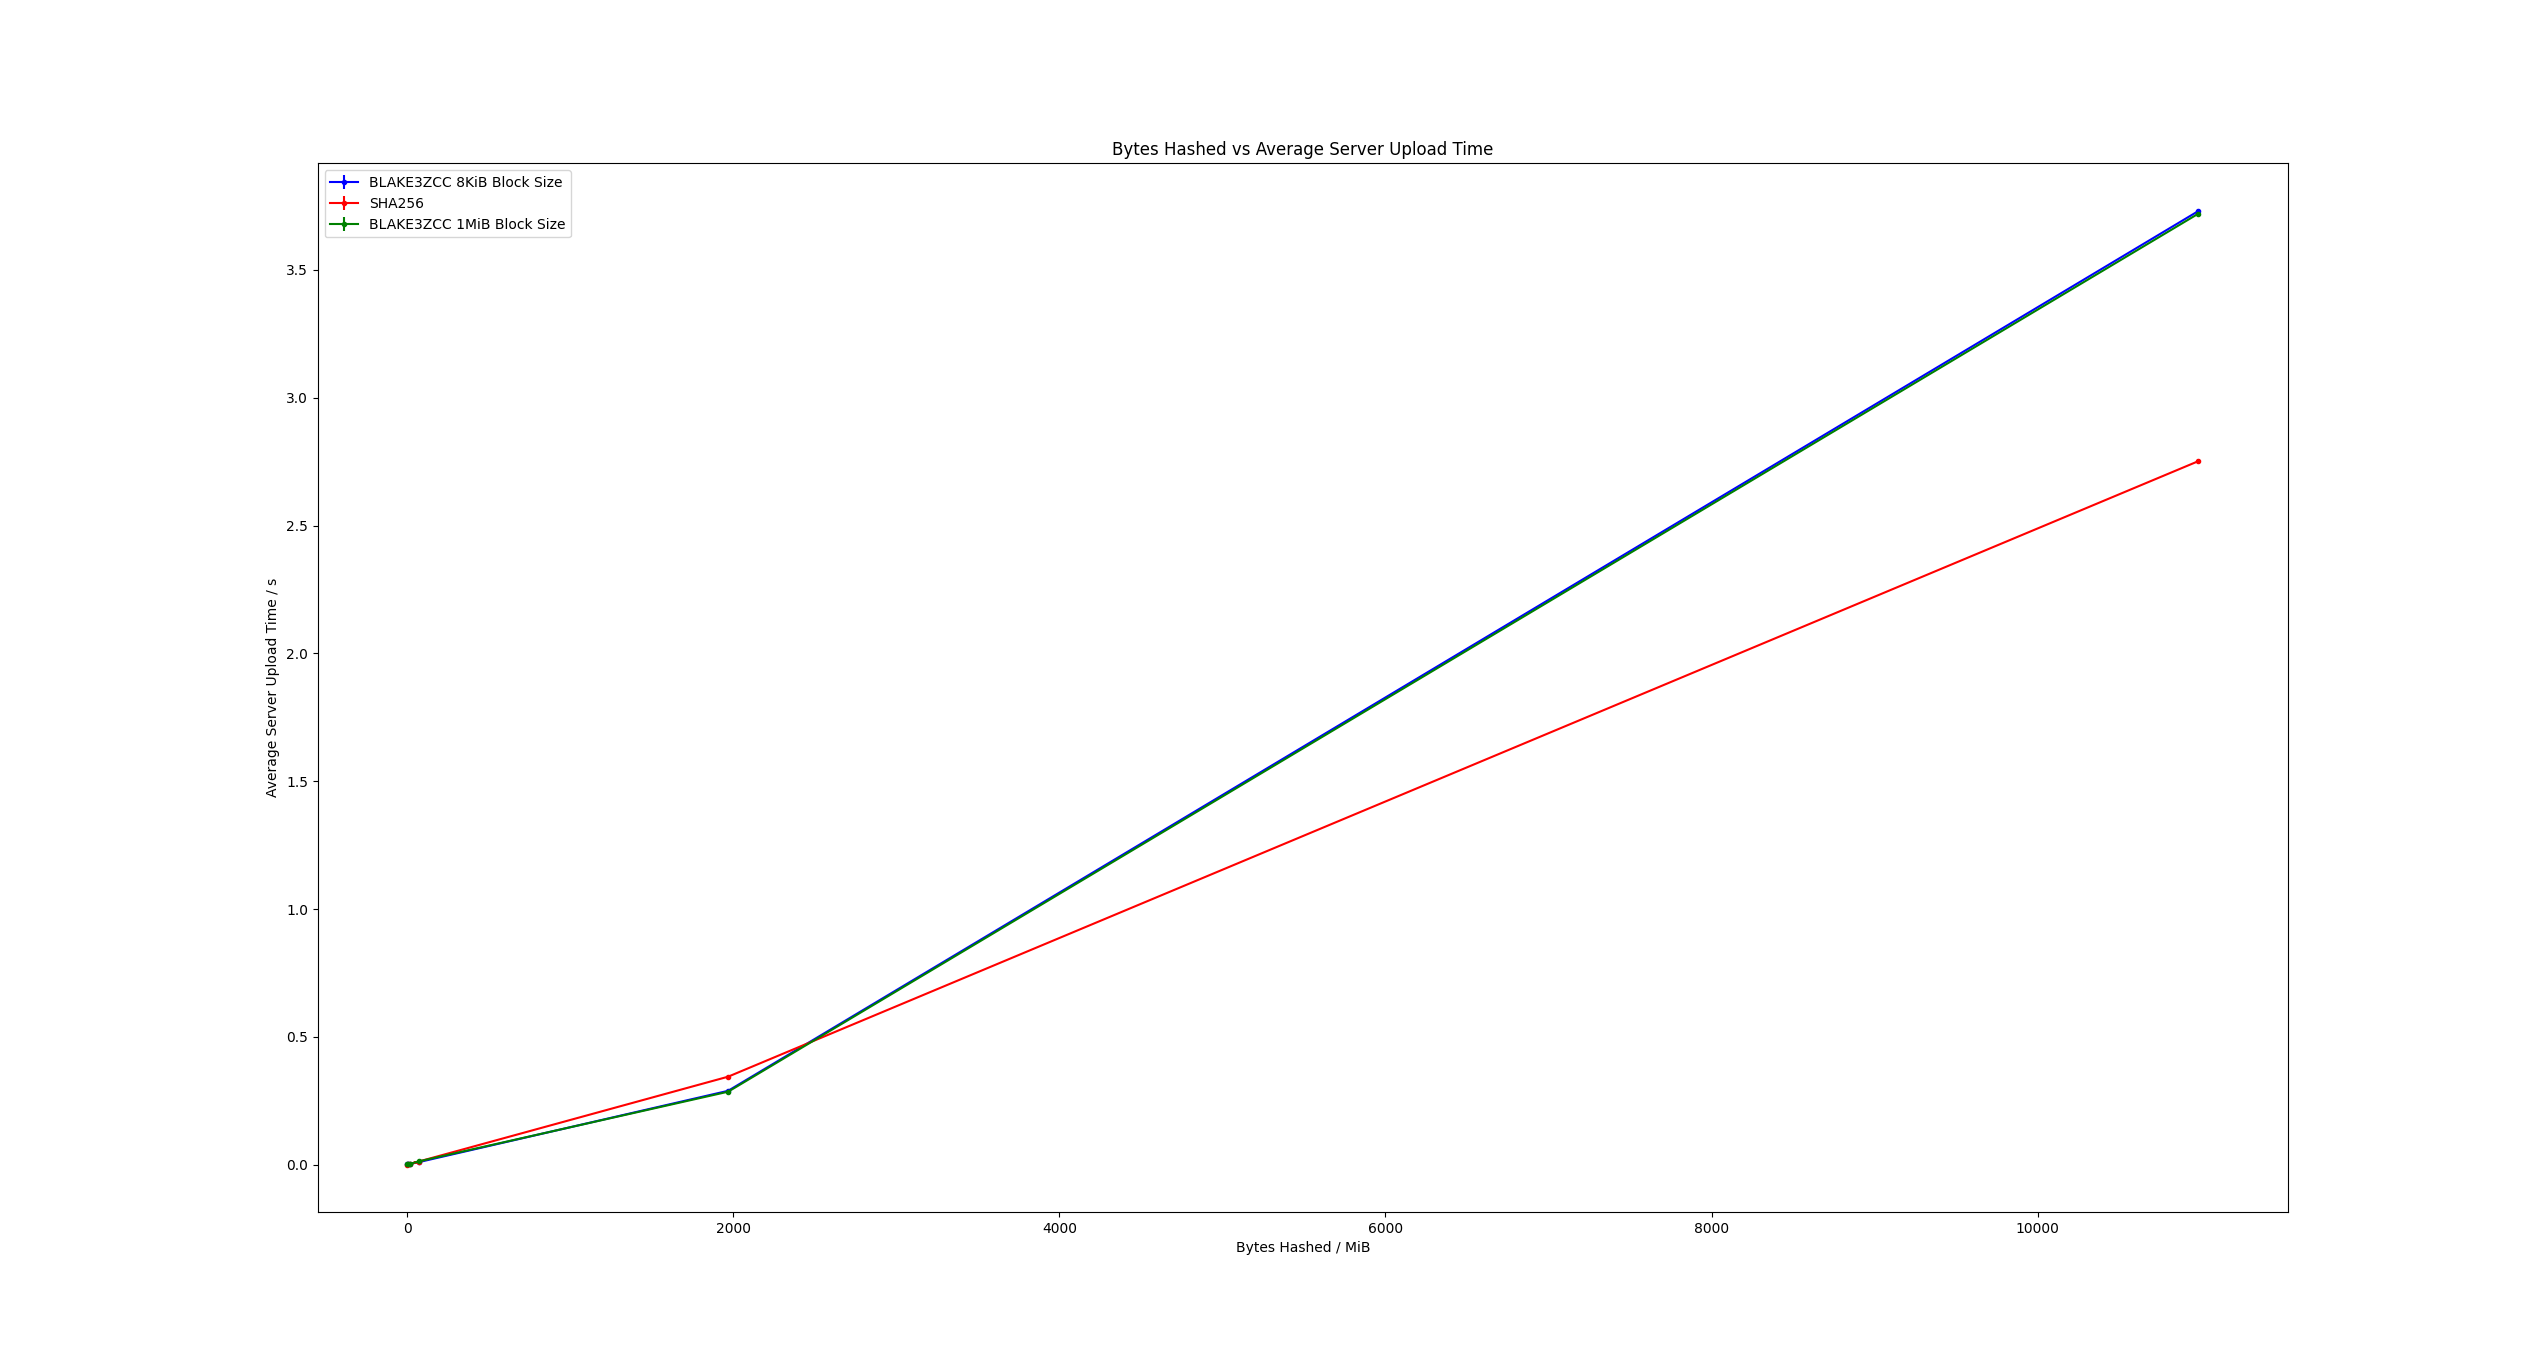 Bytes Hashed vs Average Server Upload Time
BLAKE3ZCC 8KiB Block Size
SHA256
BLAKE3ZCC 1MiB Block Size
3.5
3.0
2.5
2.0
1.5
1.0
0.5
0.0
Average Server Upload Time / s
0 2000 4000 6000 8000 10000
Bytes Hashed / MiB